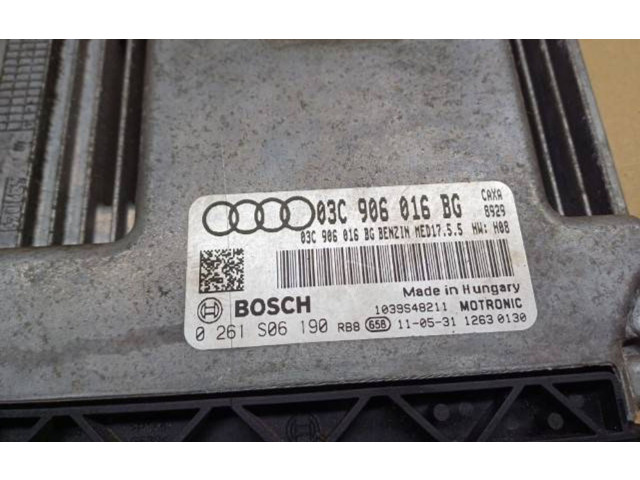 03C 906 016 BG CAXA
8929
03C 906 016 BG BENZIN MED17.5.5 HW: H08
Made in Hungary
BOSCH 1039S48211 MOTRONIC
0 261 S06 190 RB8 658 11-05-31 1263 0130